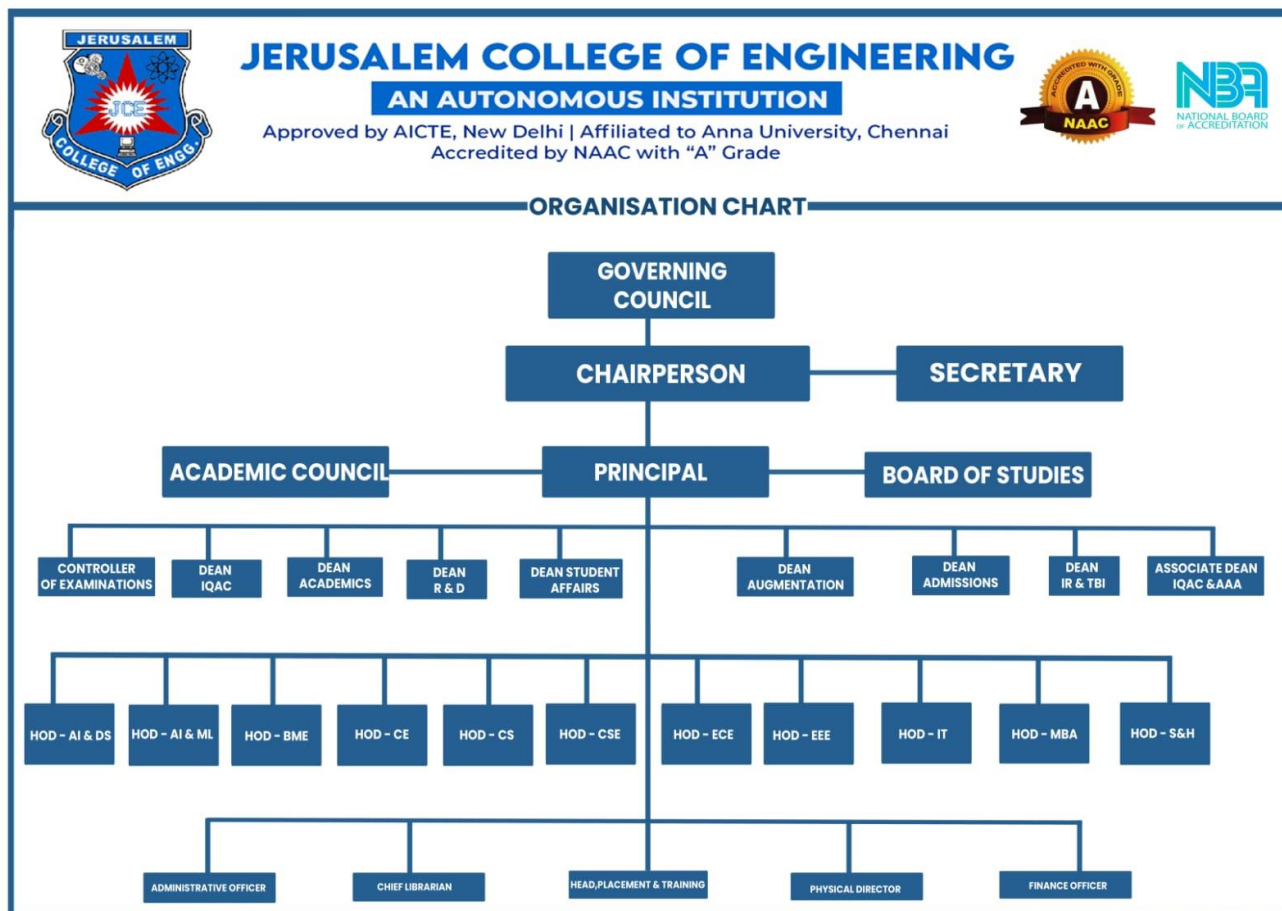 JERUSALEM
JCE
COLLEGE OF ENGG.
JERUSALEM COLLEGE OF ENGINEERING
AN AUTONOMOUS INSTITUTION
Approved by AICTE, New Delhi | Affiliated to Anna University, Chennai
Accredited by NAAC with “A” Grade
ACCREDITED WITH GRADE
A
NAAC
NBA
NATIONAL BOARD
OF ACCREDITATION
ORGANISATION CHART
GOVERNING
COUNCIL
CHAIRPERSON
SECRETARY
ACADEMIC COUNCIL
PRINCIPAL
BOARD OF STUDIES
CONTROLLER
OF EXAMINATIONS
DEAN
IQAC
DEAN
ACADEMICS
DEAN
R & D
DEAN STUDENT
AFFAIRS
DEAN
AUGMENTATION
DEAN
ADMISSIONS
DEAN
IR & TBI
ASSOCIATE DEAN
IQAC &AAA
HOD - AI & DS
HOD - AI & ML
HOD - BME
HOD - CE
HOD - CS
HOD - CSE
HOD - ECE
HOD - EEE
HOD - IT
HOD - MBA
HOD - S&H
ADMINISTRATIVE OFFICER
CHIEF LIBRARIAN
HEAD,PLACEMENT & TRAINING
PHYSICAL DIRECTOR
FINANCE OFFICER